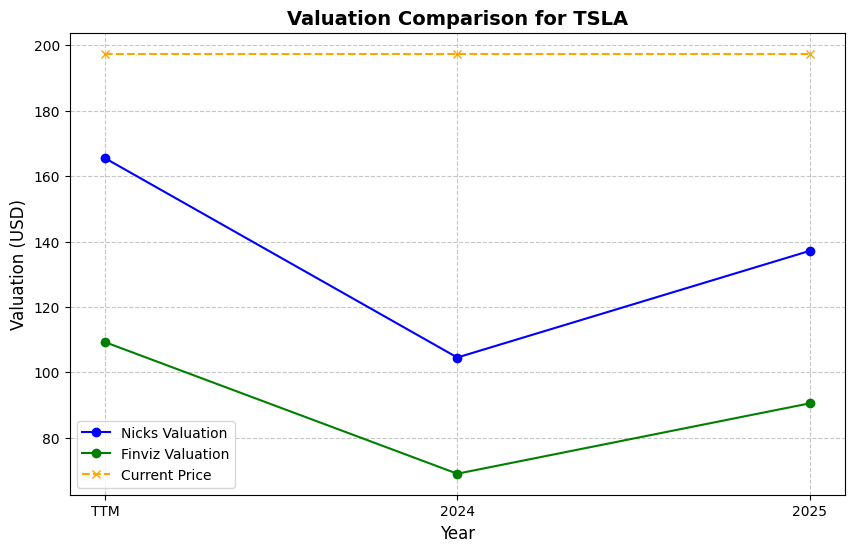 Valuation Comparison for TSLA
Valuation (USD)
200
180
160
140
120
100
80
Nicks Valuation
Finviz Valuation
Current Price
TTM
2024
2025
Year